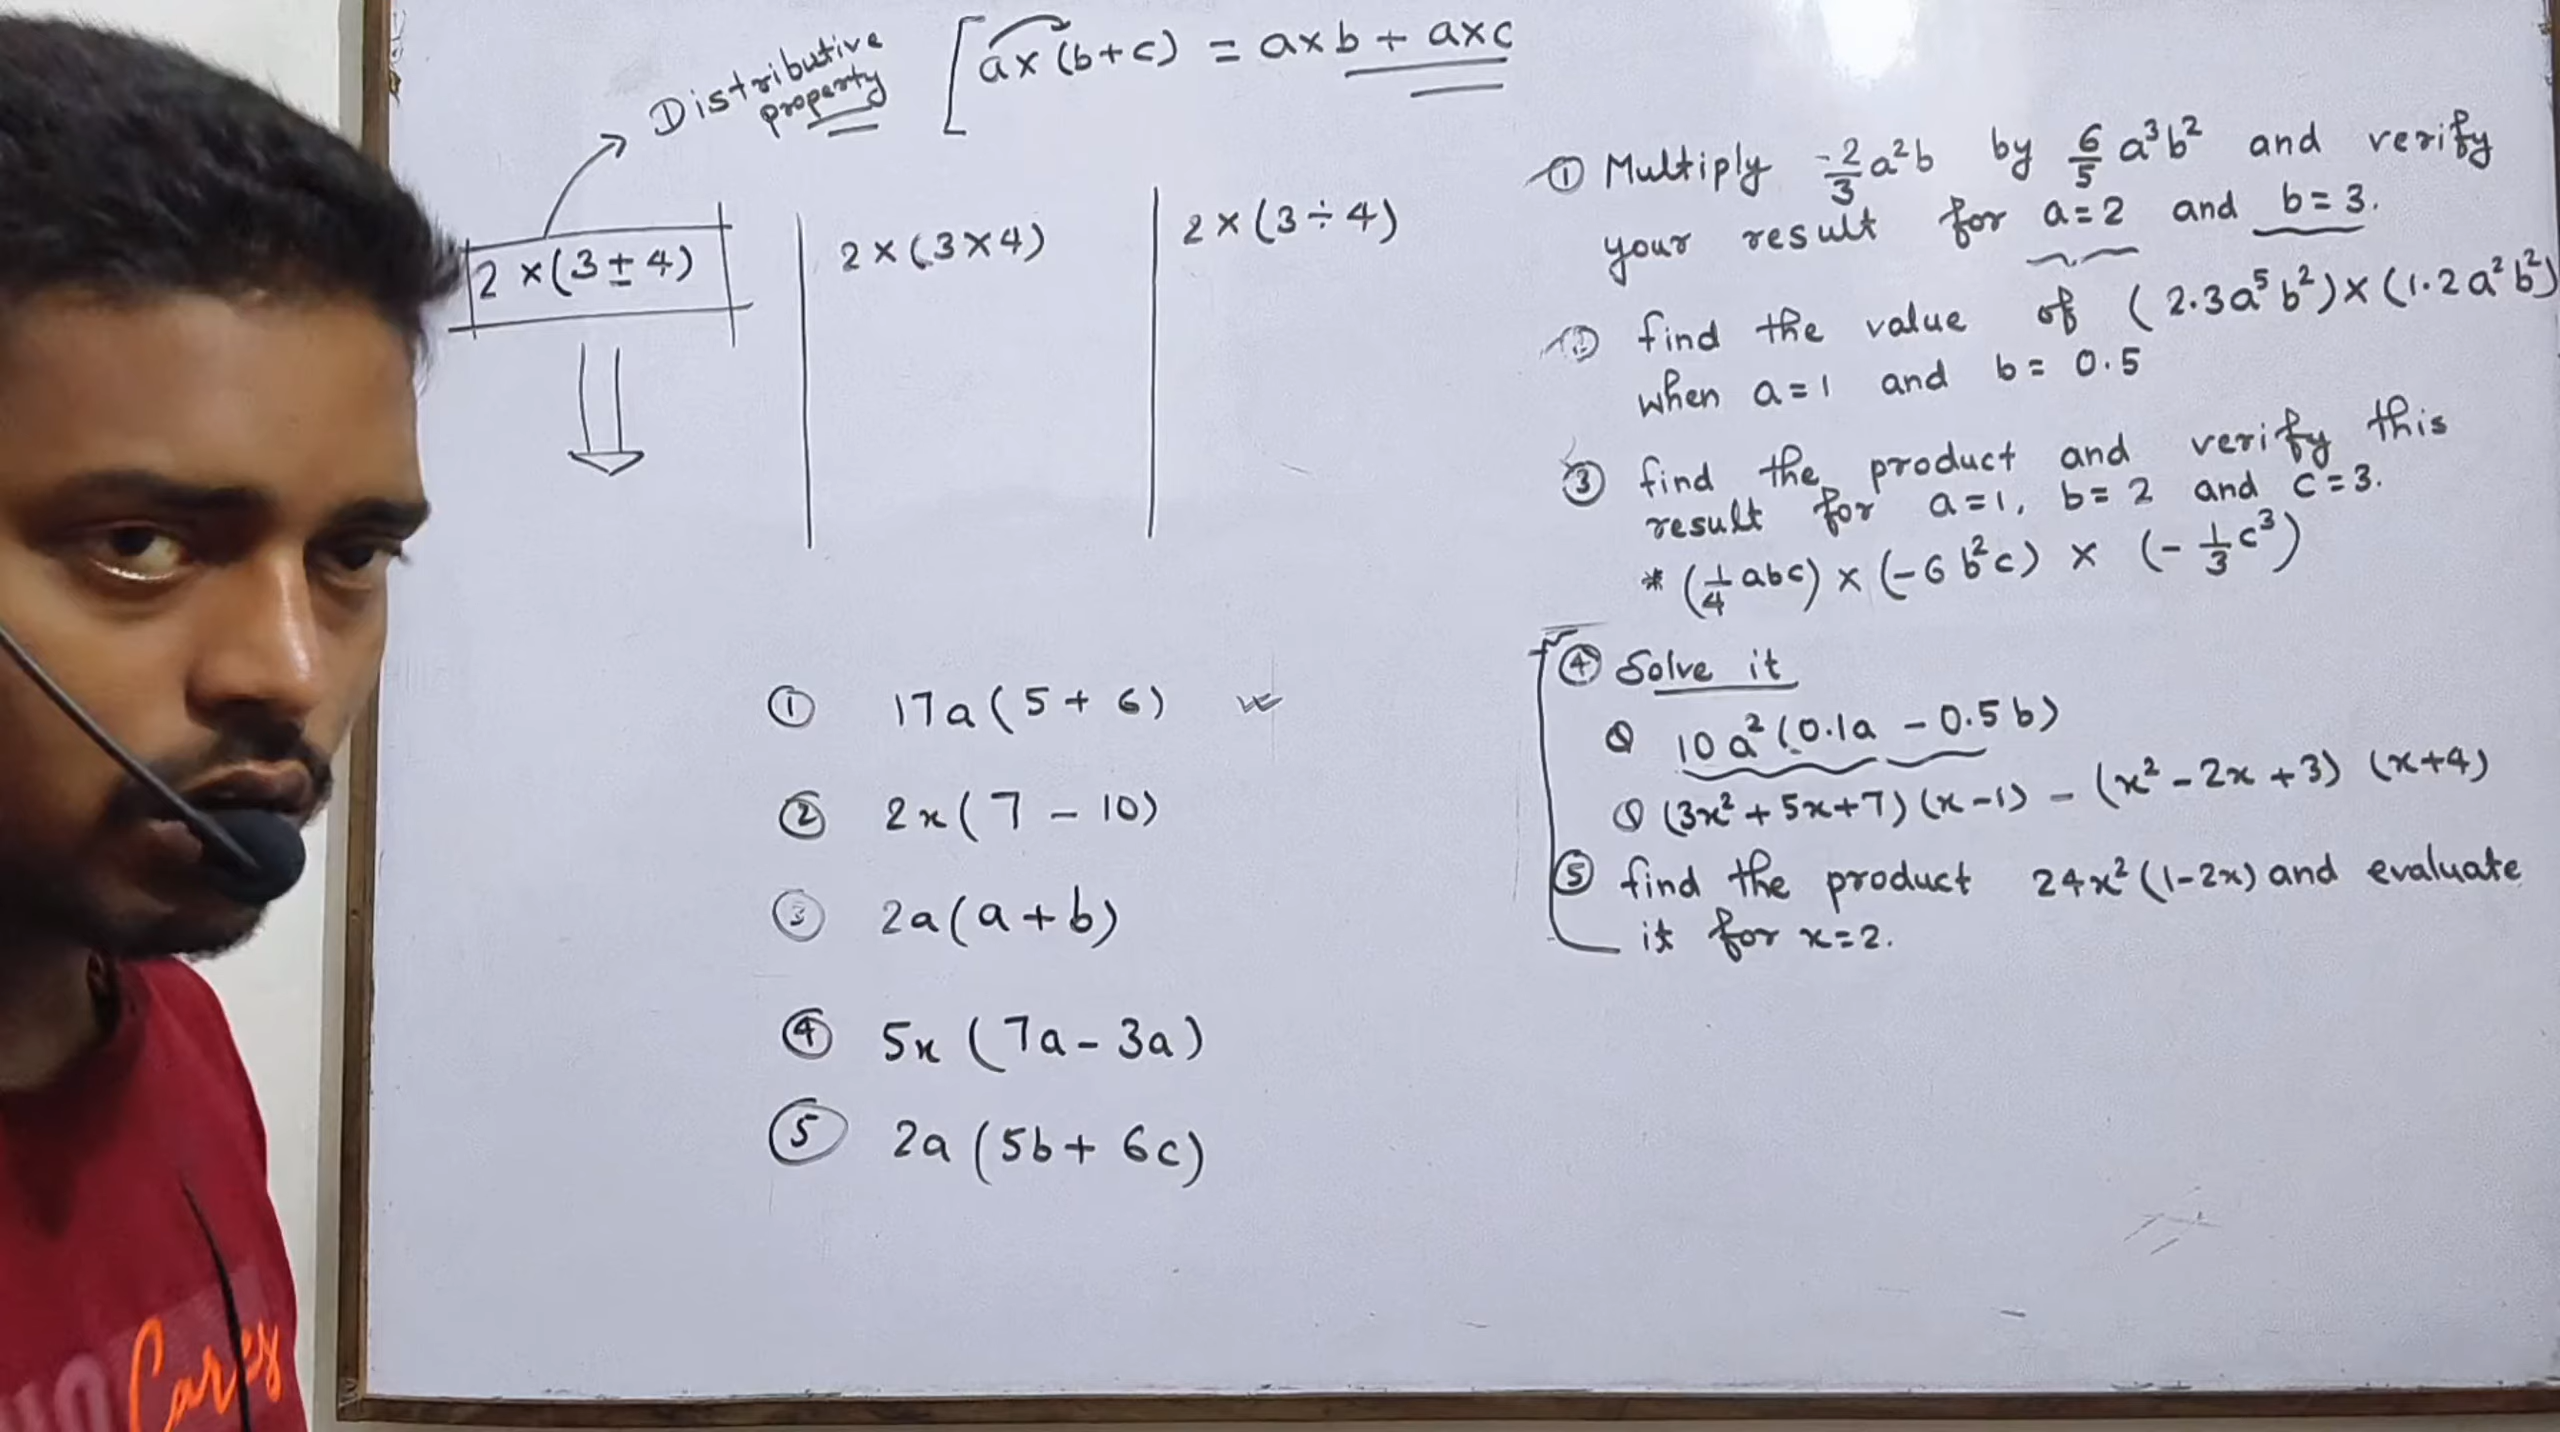 Distributive
property
[ a×(b+c) = a×b + a×c
2 ×(3 ± 4)
2 × (3 × 4)
2 × (3 ÷ 4)
① 17a (5 + 6)
② 2x (7 - 10)
③ 2a (a + b)
④ 5x (7a - 3a)
⑤ 2a (5b + 6c)
① Multiply -2/3 a²b by 6/5 a³b² and verify
your result for a=2 and b=3.
② find the value of (2.3a⁵b²)×(1.2a²b²)
when a=1 and b= 0.5
③ find the product and verify this
result for a=1, b=2 and c=3.
* (1/4 abc) × (-6b²c) × (-1/3 c³)
④ Solve it
10a² (0.1a - 0.5b)
(3x² + 5x+7) (x-1) - (x² - 2x +3) (x+4)
⑤ find the product 24x² (1-2x) and evaluate
it for x=2.
Cares